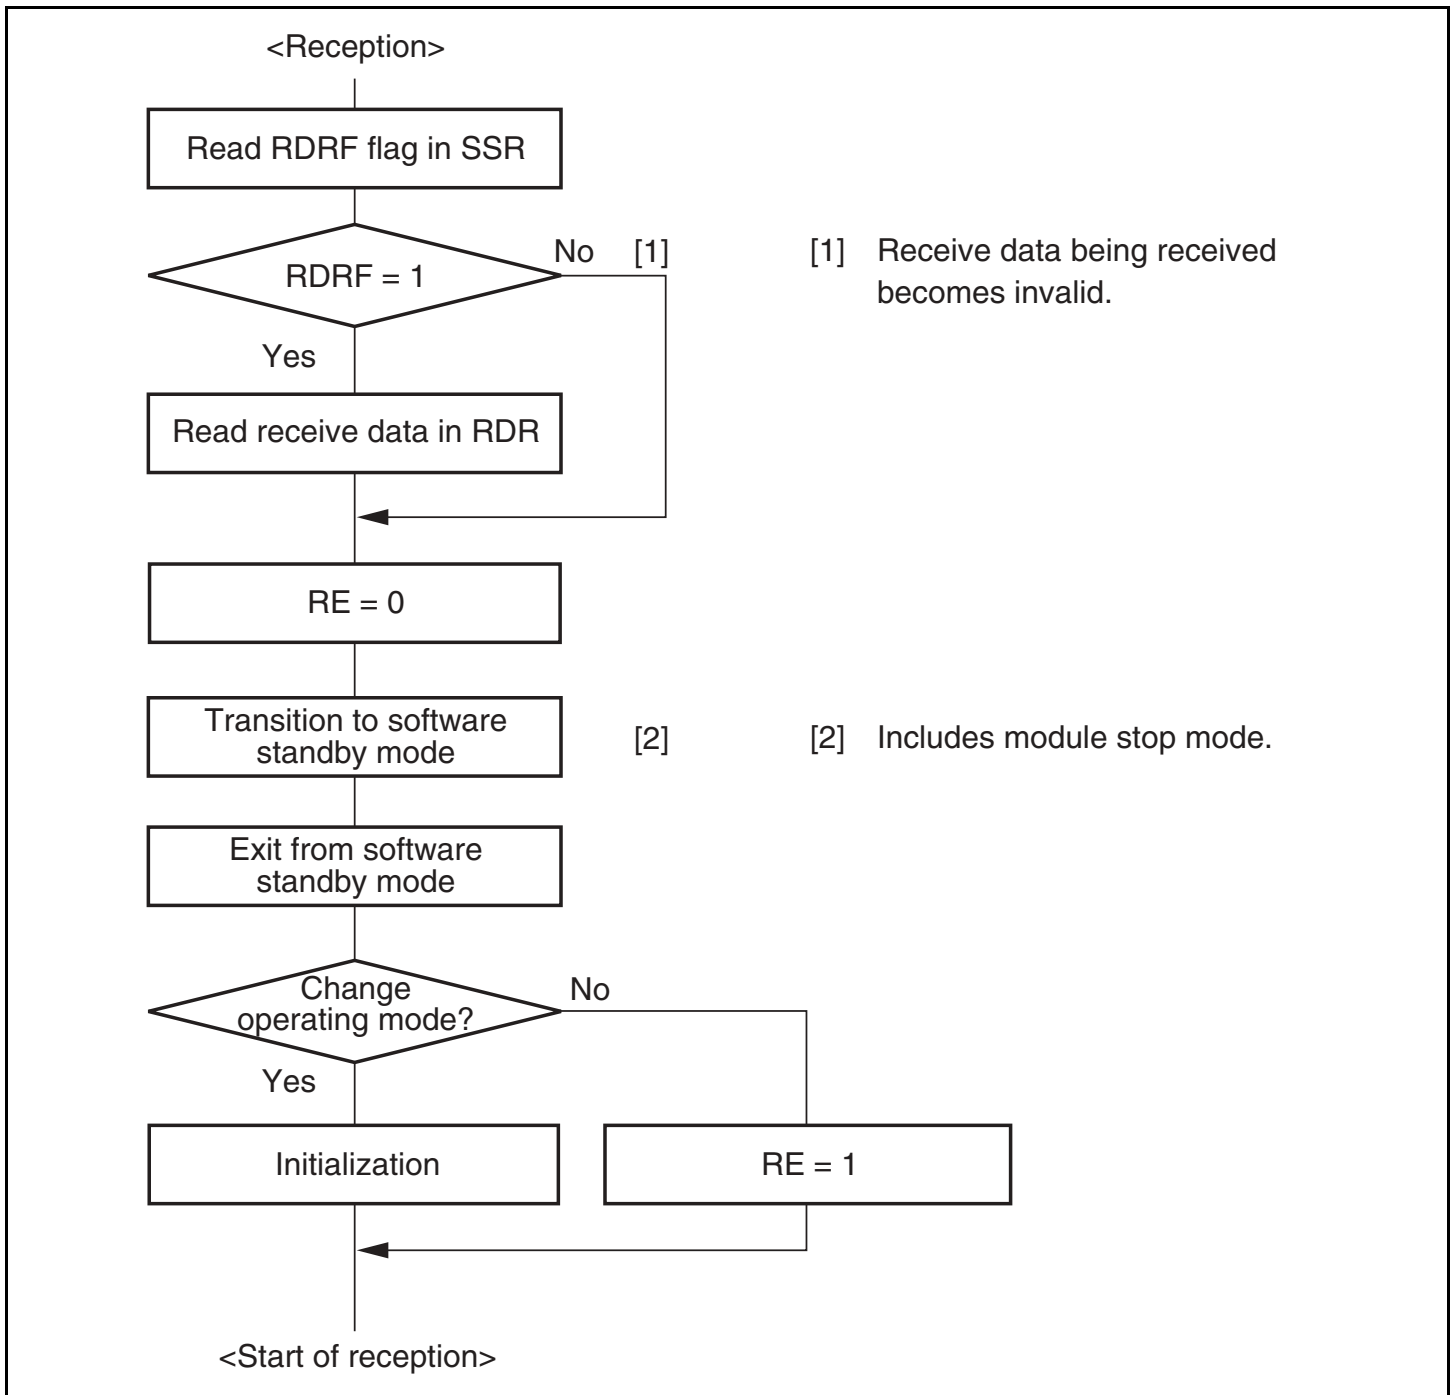 <Reception>
Read RDRF flag in SSR
RDRF = 1
No [1]
[1] Receive data being received
becomes invalid.
Yes
Read receive data in RDR
RE = 0
Transition to software
standby mode
[2]
[2] Includes module stop mode.
Exit from software
standby mode
Change
operating mode?
No
Yes
Initialization
RE = 1
<Start of reception>